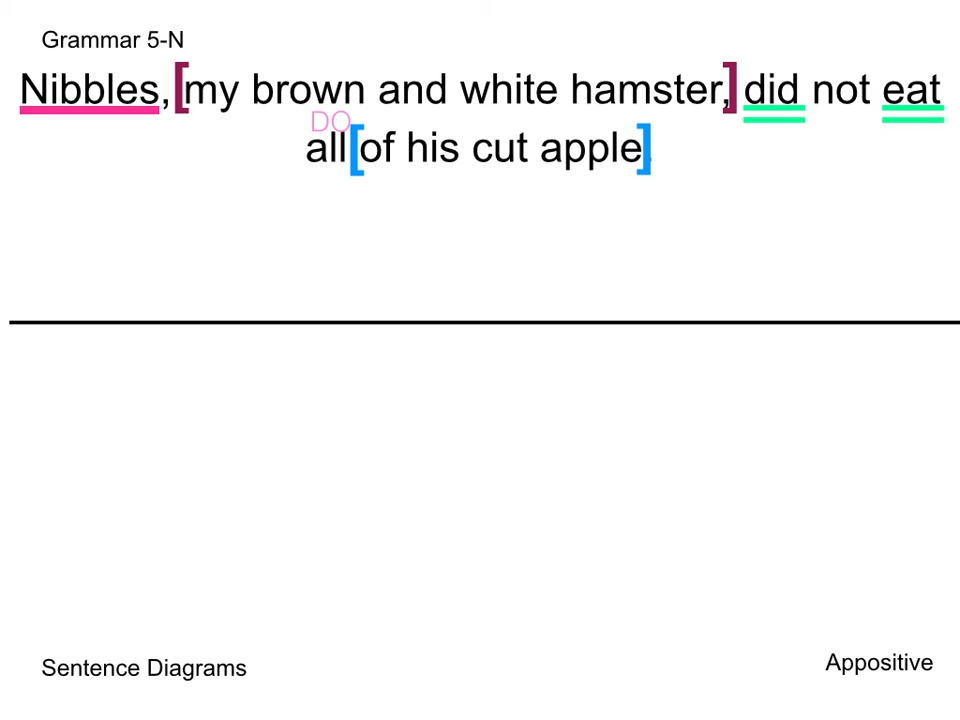 Grammar 5-N
Nibbles, [my brown and white hamster,] did not eat
DO
all [of his cut apple].
Sentence Diagrams
Appositive